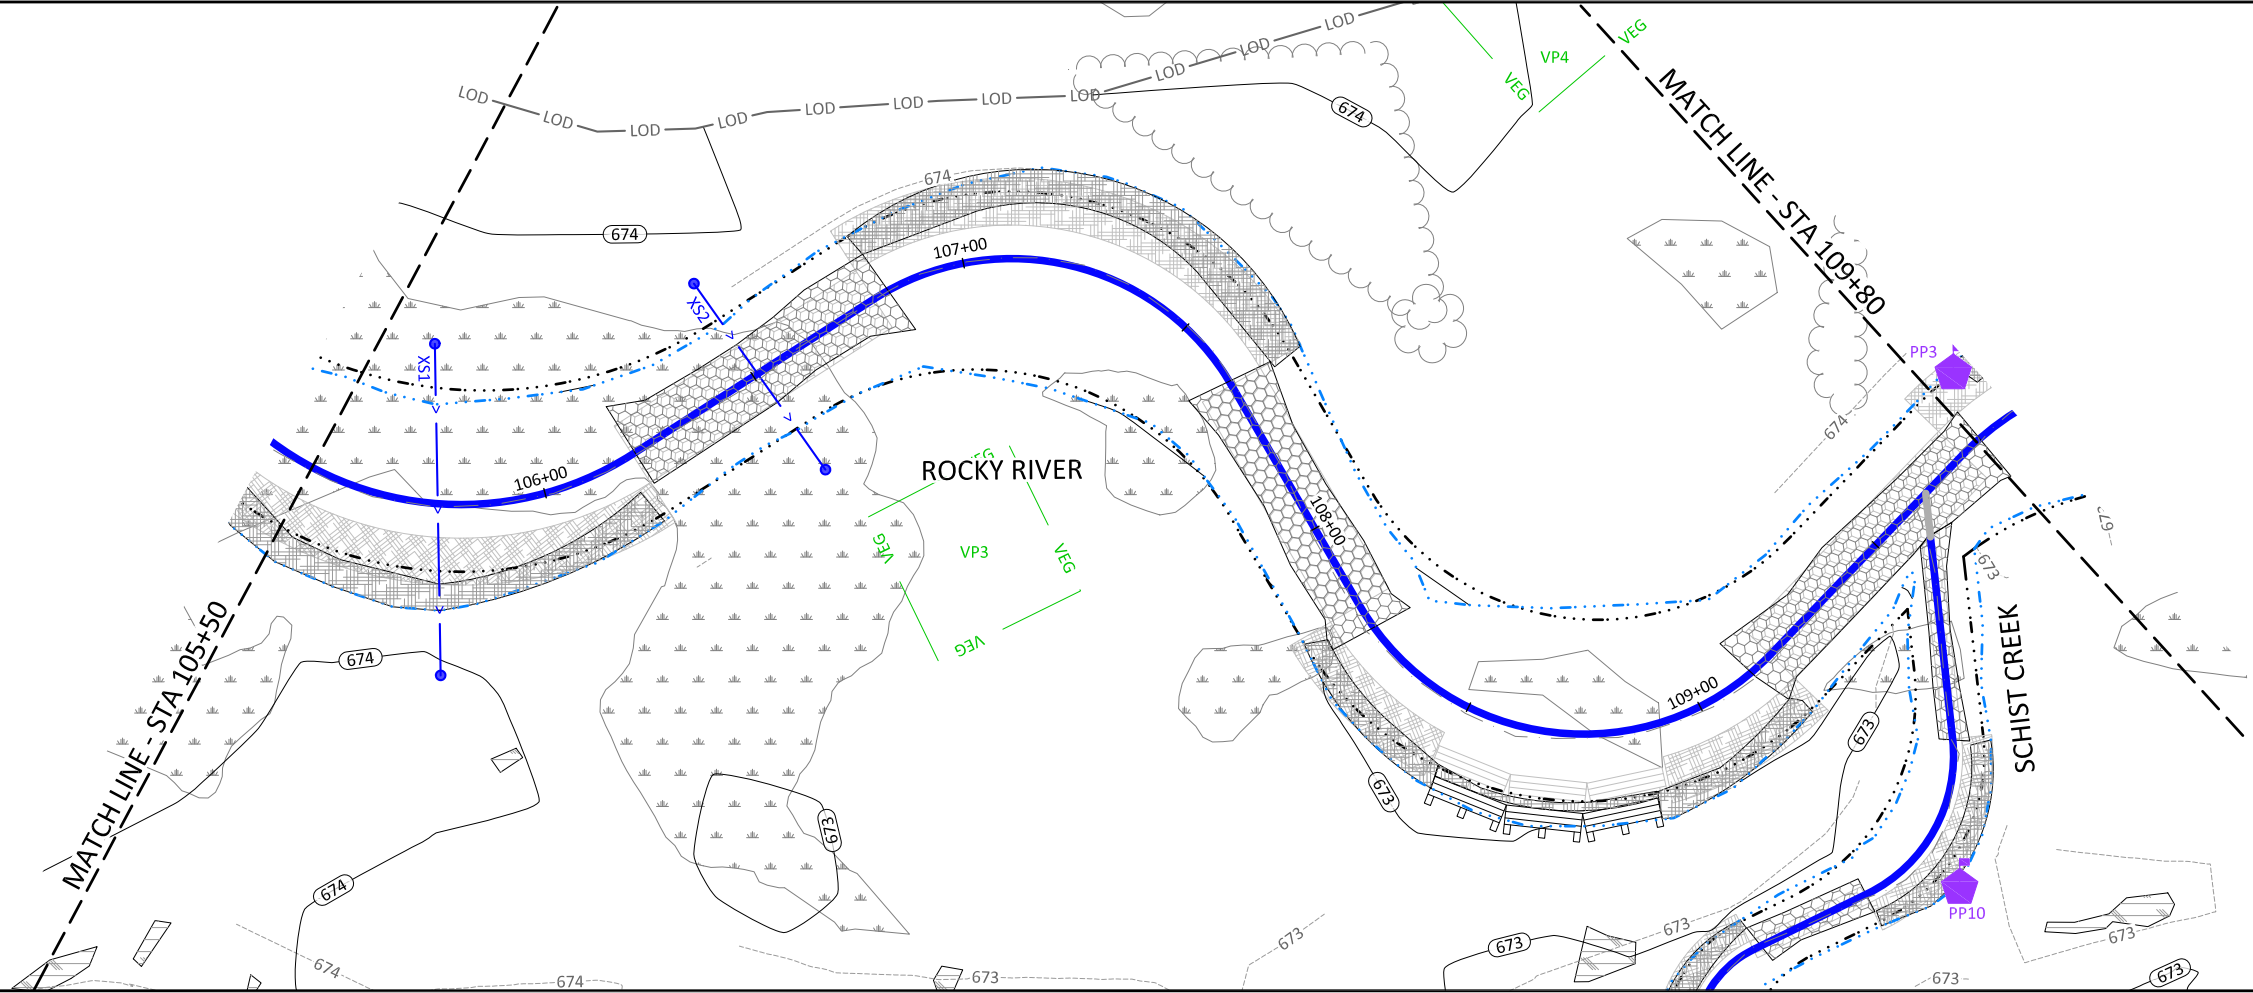 LOD
VEG
VP4
VEG
LOD
LOD
LOD
LOD
LOD
LOD
LOD
LOD
LOD
LOD
674
674
674
MATCH LINE - STA 109+80
107+00
XS2
XS1
PP3
674
106+00
VEG
ROCKY RIVER
VEG
VP3
VEG
VEG
108+00
673
SCHIST CREEK
MATCH LINE - STA 105+50
674
109+00
673
673
673
674
PP10
673
673
673
673
673
674
674
673
673
673